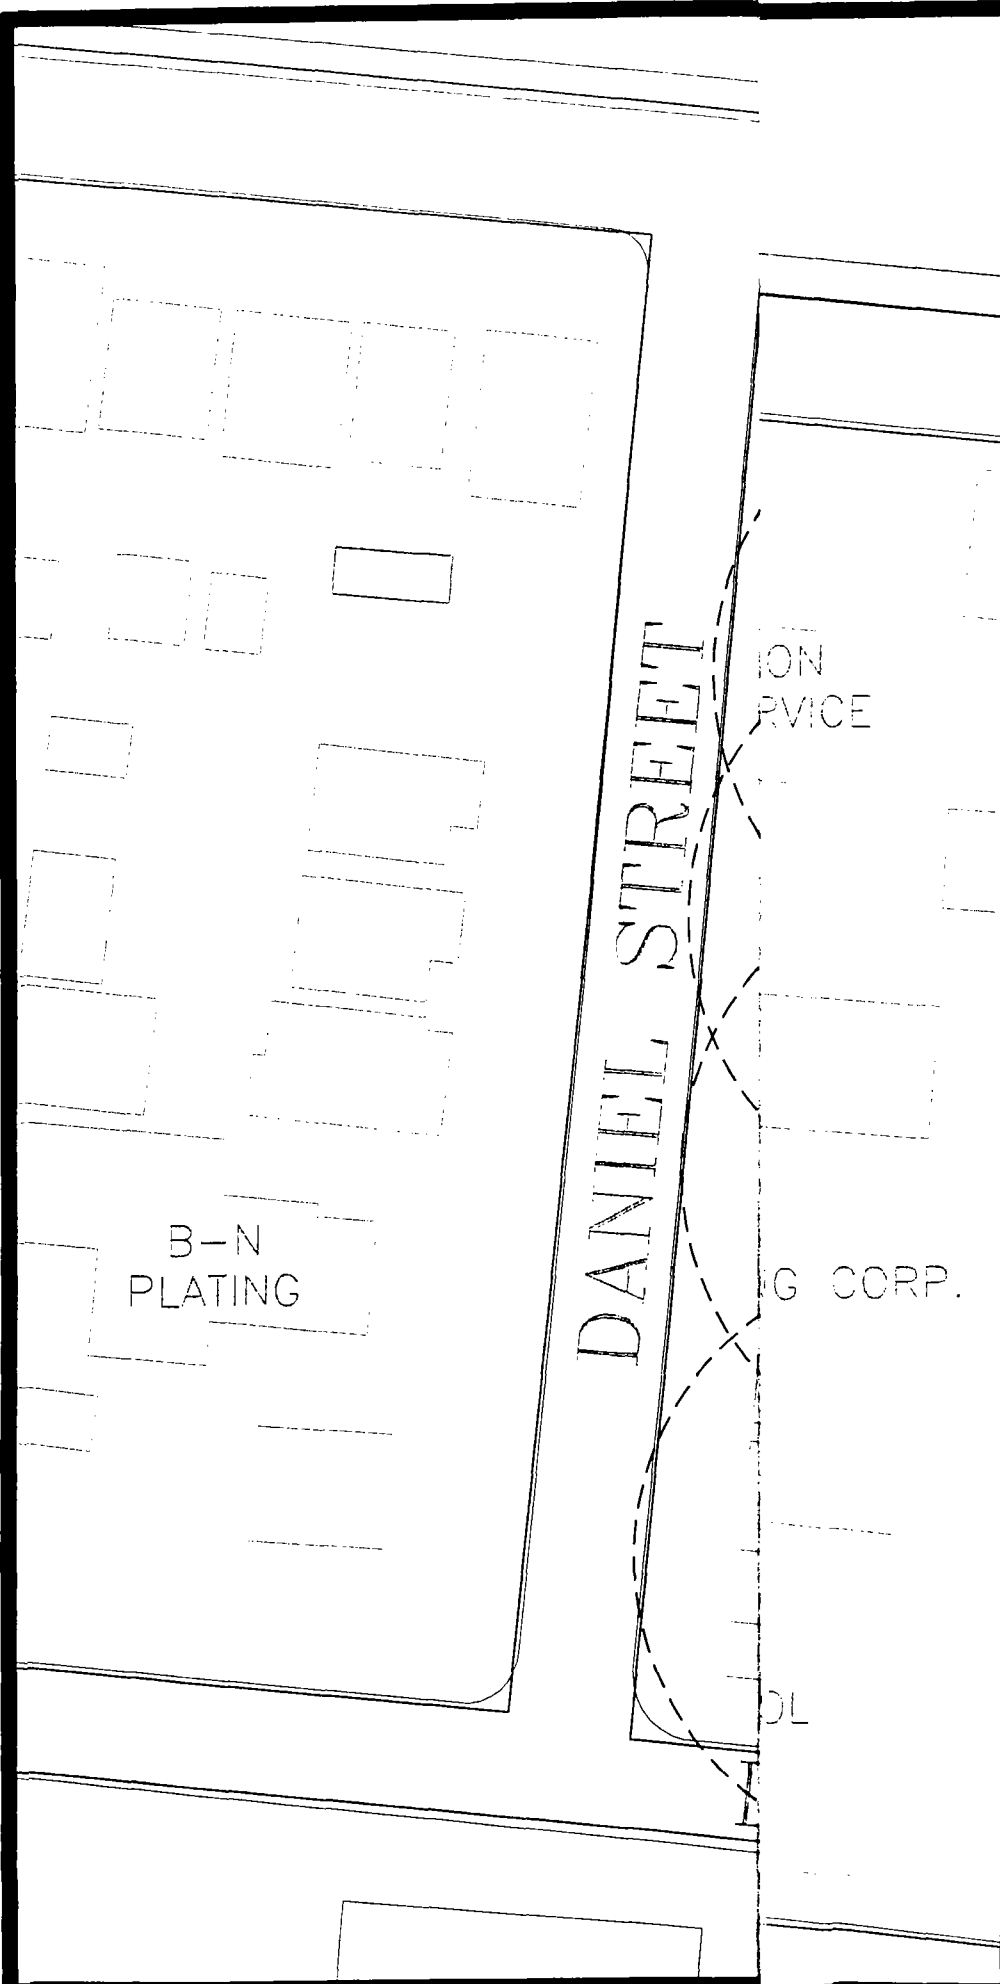 DANIEL STREET
ION
RVICE
B-N
PLATING
G CORP.
OL